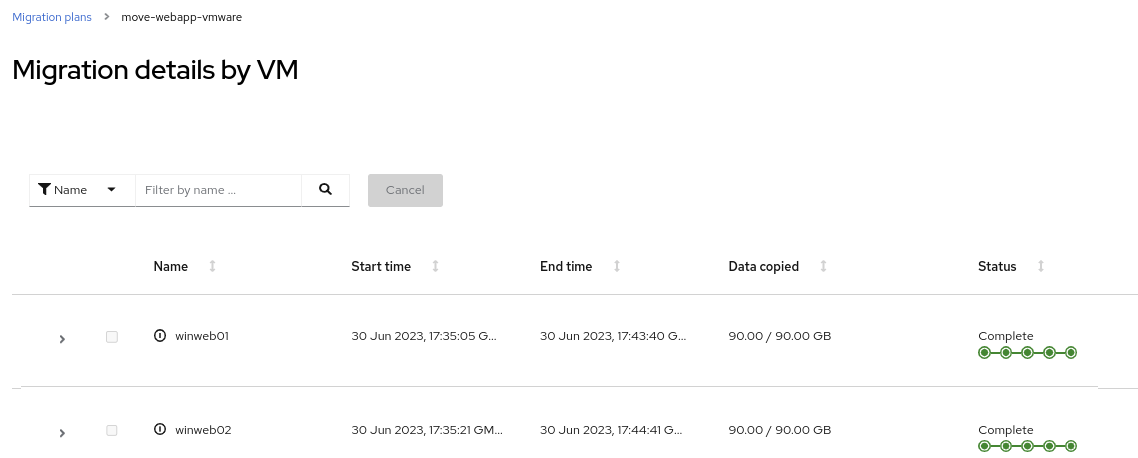 Migration plans > move-webapp-vmware
Migration details by VM
Name Filter by name ... Cancel
Name Start time End time Data copied Status
winweb01 30 Jun 2023, 17:35:05 G... 30 Jun 2023, 17:43:40 G... 90.00 / 90.00 GB Complete
winweb02 30 Jun 2023, 17:35:21 GM... 30 Jun 2023, 17:44:41 G... 90.00 / 90.00 GB Complete